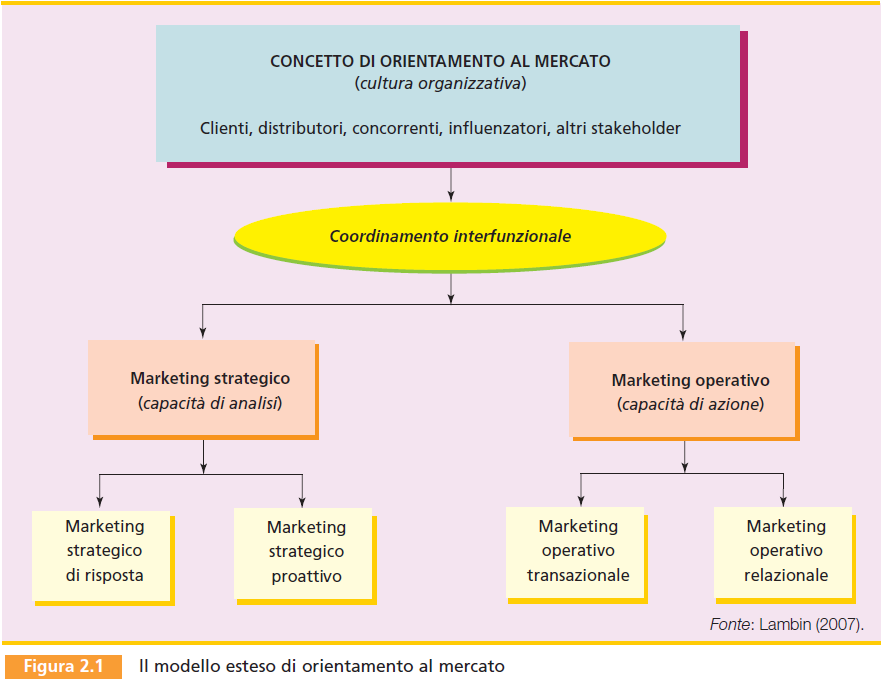 CONCETTO DI ORIENTAMENTO AL MERCATO
(cultura organizzativa)
Clienti, distributori, concorrenti, influenzatori, altri stakeholder
Coordinamento interfunzionale
Marketing strategico
(capacità di analisi)
Marketing operativo
(capacità di azione)
Marketing
strategico
di risposta
Marketing
strategico
proattivo
Marketing
operativo
transazionale
Marketing
operativo
relazionale
Fonte: Lambin (2007).
Figura 2.1 Il modello esteso di orientamento al mercato